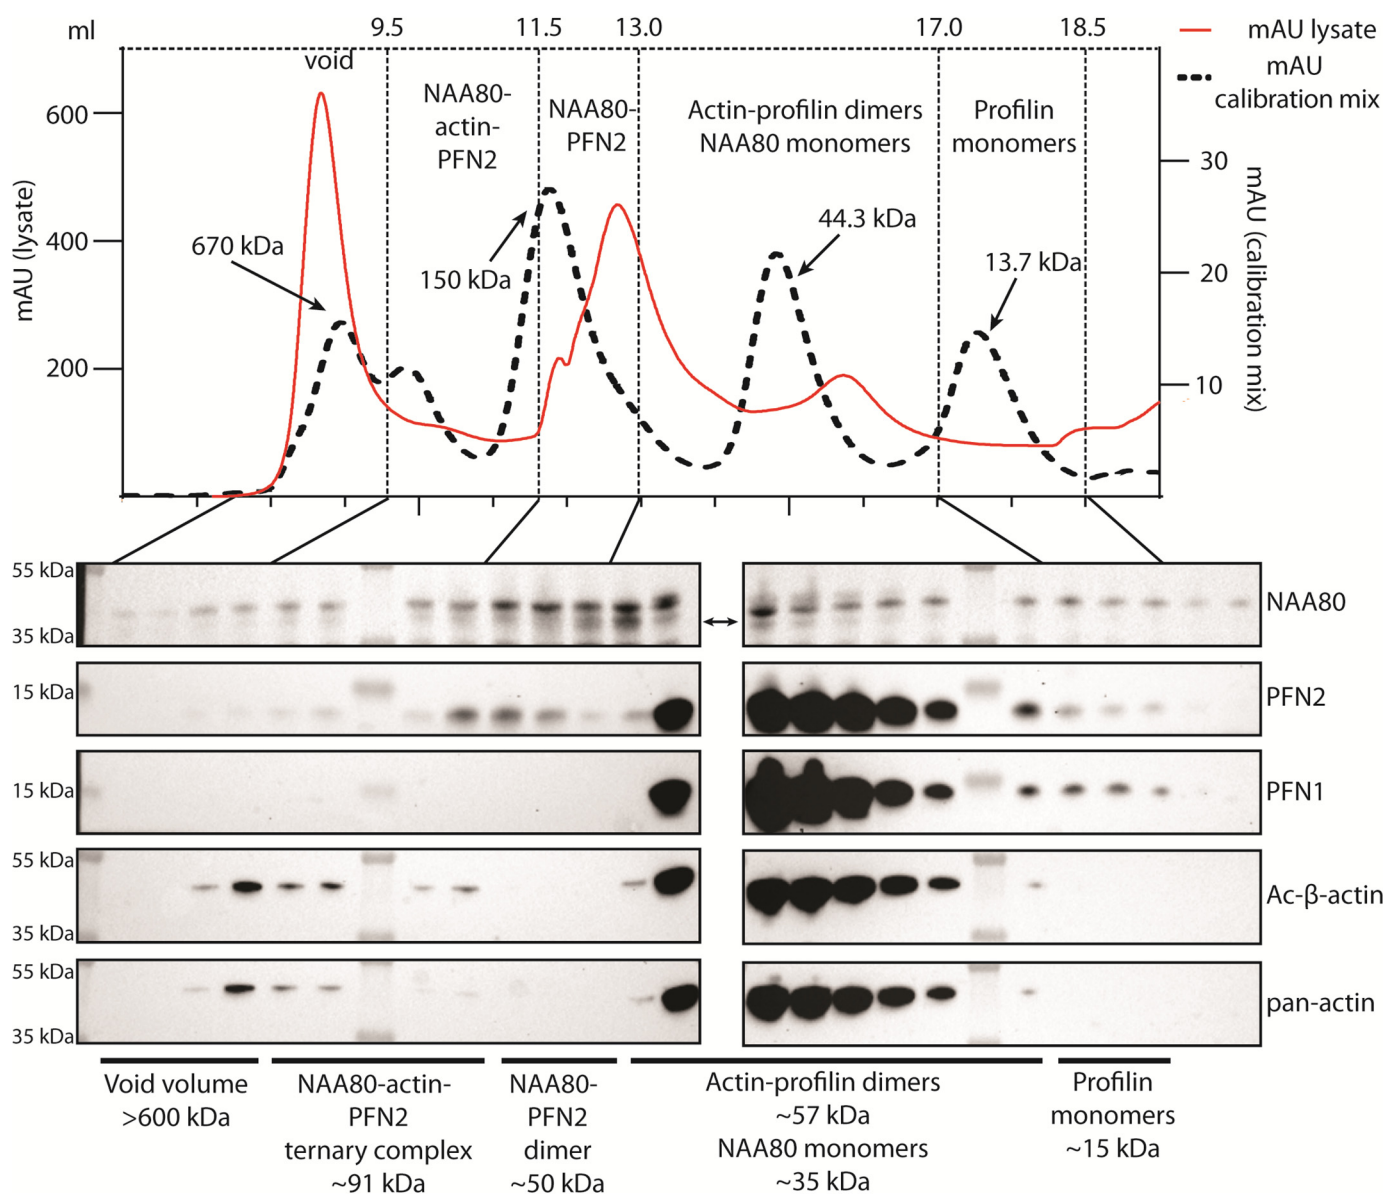 ml
9.5
11.5
13.0
17.0
18.5
mAU lysate
mAU
calibration mix
void
NAA80-
actin-
PFN2
NAA80-
PFN2
Actin-profilin dimers
NAA80 monomers
Profilin
monomers
600
400
200
mAU (lysate)
30
20
10
mAU (calibration mix)
670 kDa
150 kDa
44.3 kDa
13.7 kDa
55 kDa
35 kDa
NAA80
15 kDa
PFN2
15 kDa
PFN1
55 kDa
35 kDa
Ac-β-actin
55 kDa
35 kDa
pan-actin
Void volume
>600 kDa
NAA80-actin-
PFN2
ternary complex
~91 kDa
NAA80-
PFN2
dimer
~50 kDa
Actin-profilin dimers
~57 kDa
NAA80 monomers
~35 kDa
Profilin
monomers
~15 kDa